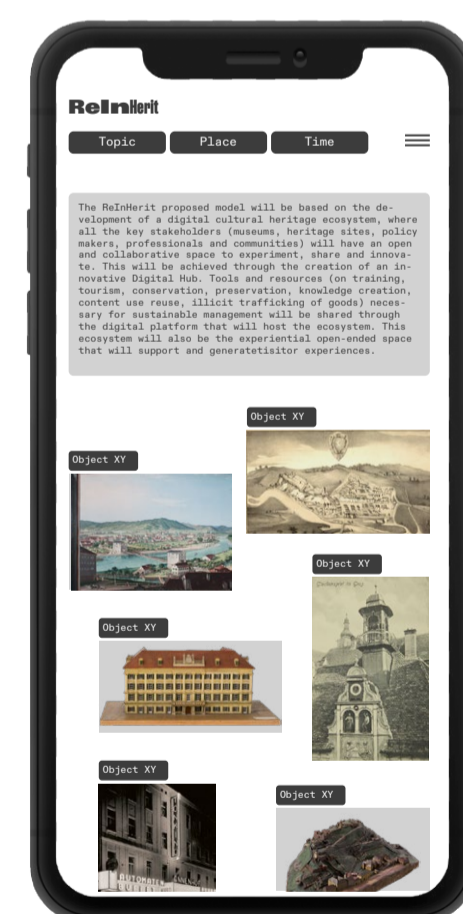 ReInHerit
Topic Place Time
The ReInHerit proposed model will be based on the de-
velopment of a digital cultural heritage ecosystem, where
all the key stakeholders (museums, heritage sites, policy
makers, professionals and communities) will have an open
and collaborative space to experiment, share and innova-
te. This will be achieved through the creation of an in-
novative Digital Hub. Tools and resources (on training,
tourism, conservation, preservation, knowledge creation,
content use reuse, illicit trafficking of goods) neces-
sary for sustainable management will be shared through
the digital platform that will host the ecosystem. This
ecosystem will also be the experiential open-ended space
that will support and generatetisitor experiences.
Object XY
Object XY
Object XY
Object XY
Object XY
AUTOMATEN
Object XY